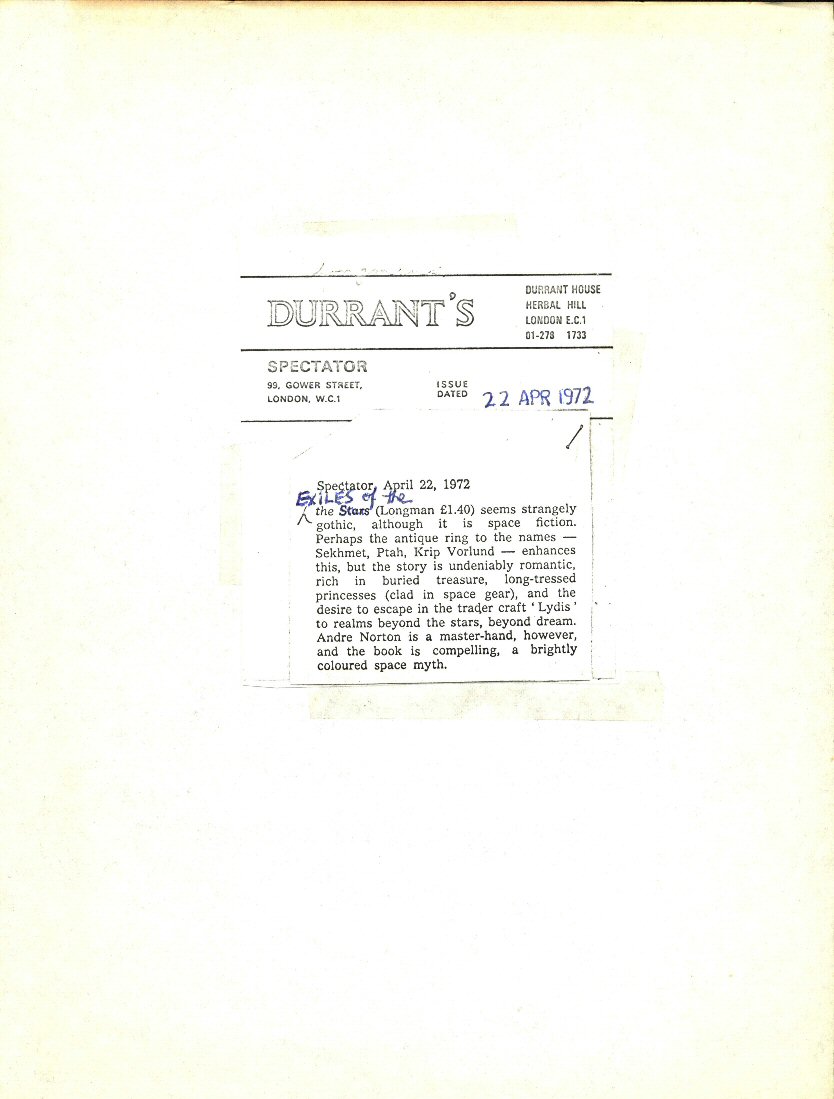 DURRANT'S
DURRANT HOUSE
HERBAL HILL
LONDON E.C.1
01-278 1733
SPECTATOR
99, GOWER STREET,
LONDON, W.C.1
ISSUE
DATED
22 APR 1972
Spectator, April 22, 1972
EXILES of the
the Stars (Longman £1.40) seems strangely
gothic, although it is space fiction.
Perhaps the antique ring to the names —
Sekhmet, Ptah, Krip Vorlund — enhances
this, but the story is undeniably romantic,
rich in buried treasure, long-tressed
princesses (clad in space gear), and the
desire to escape in the trader craft ‘Lydis’
to realms beyond the stars, beyond dream.
Andre Norton is a master-hand, however,
and the book is compelling, a brightly
coloured space myth.